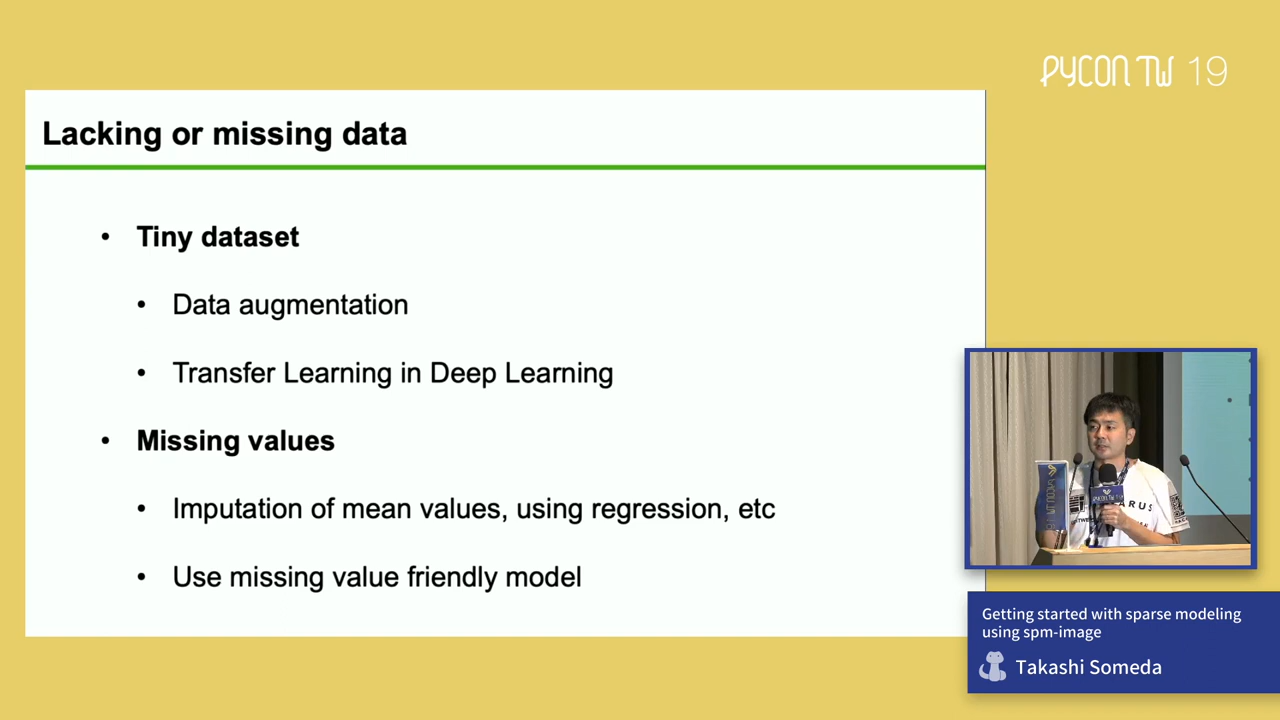 PYCON TW 19
Lacking or missing data
• Tiny dataset
• Data augmentation
• Transfer Learning in Deep Learning
• Missing values
• Imputation of mean values, using regression, etc
• Use missing value friendly model
Getting started with sparse modeling
using spm-image
Takashi Someda